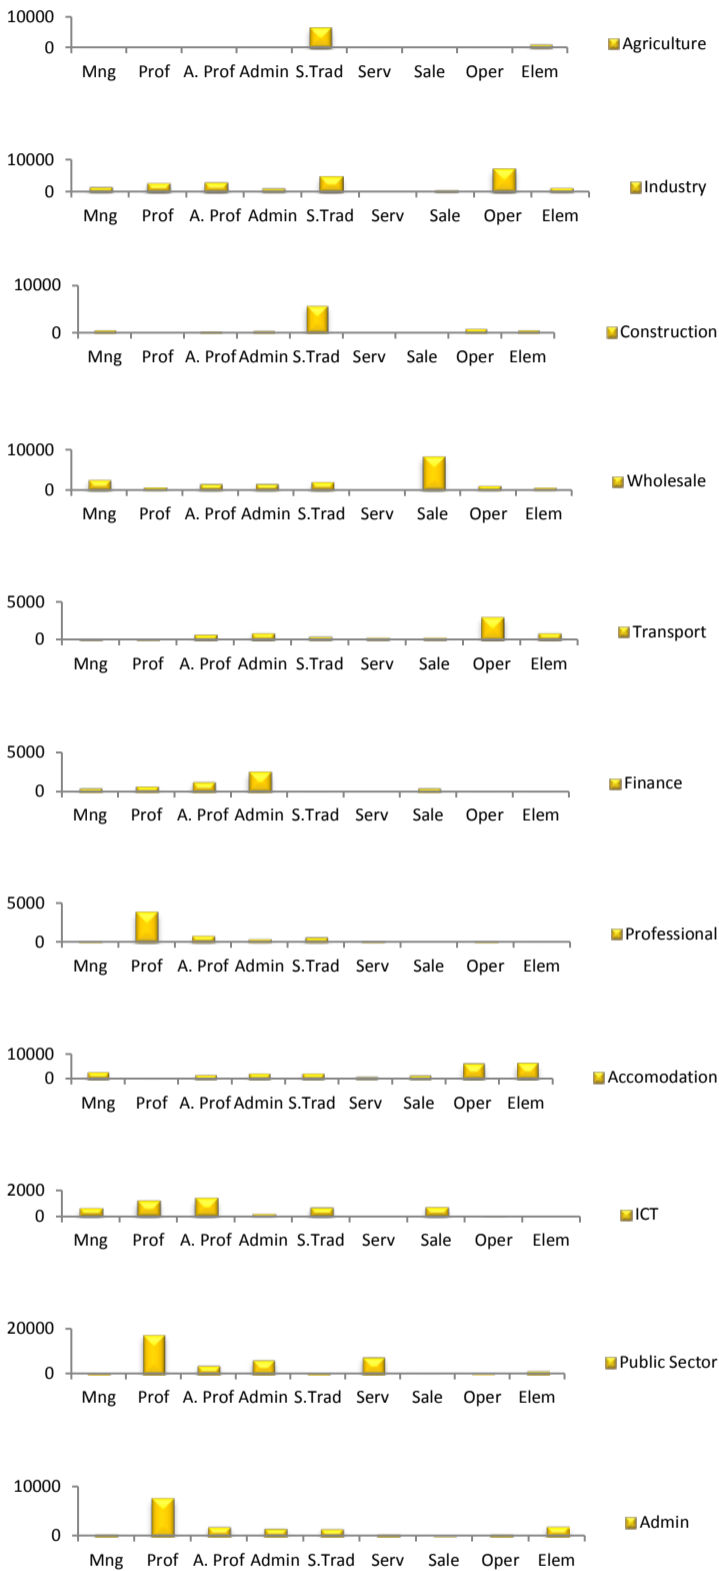 10000
0
Mng Prof A. Prof Admin S.Trad Serv Sale Oper Elem
Agriculture
10000
0
Mng Prof A. Prof Admin S.Trad Serv Sale Oper Elem
Industry
10000
0
Mng Prof A. Prof Admin S.Trad Serv Sale Oper Elem
Construction
10000
0
Mng Prof A. Prof Admin S.Trad Serv Sale Oper Elem
Wholesale
5000
0
Mng Prof A. Prof Admin S.Trad Serv Sale Oper Elem
Transport
5000
0
Mng Prof A. Prof Admin S.Trad Serv Sale Oper Elem
Finance
5000
0
Mng Prof A. Prof Admin S.Trad Serv Sale Oper Elem
Professional
10000
0
Mng Prof A. Prof Admin S.Trad Serv Sale Oper Elem
Accomodation
2000
0
Mng Prof A. Prof Admin S.Trad Serv Sale Oper Elem
ICT
20000
0
Mng Prof A. Prof Admin S.Trad Serv Sale Oper Elem
Public Sector
10000
0
Mng Prof A. Prof Admin S.Trad Serv Sale Oper Elem
Admin